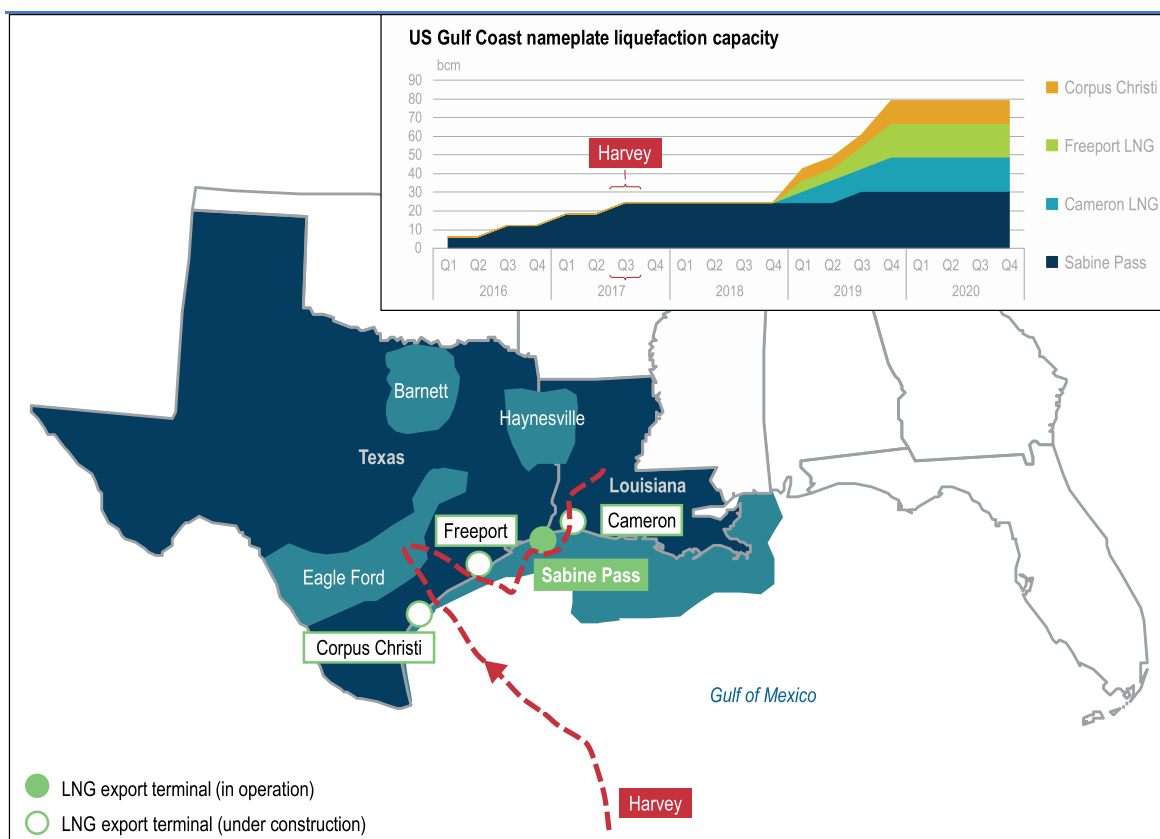 US Gulf Coast nameplate liquefaction capacity
bcm
90
80
70
60
50
40
30
20
10
0
Harvey
Q1 Q2 Q3 Q4 Q1 Q2 Q3 Q4 Q1 Q2 Q3 Q4 Q1 Q2 Q3 Q4 Q1 Q2 Q3 Q4
2016 2017 2018 2019 2020
Corpus Christi
Freeport LNG
Cameron LNG
Sabine Pass
Barnett
Haynesville
Texas
Louisiana
Freeport
Cameron
Eagle Ford
Sabine Pass
Corpus Christi
Gulf of Mexico
Harvey
LNG export terminal (in operation)
LNG export terminal (under construction)